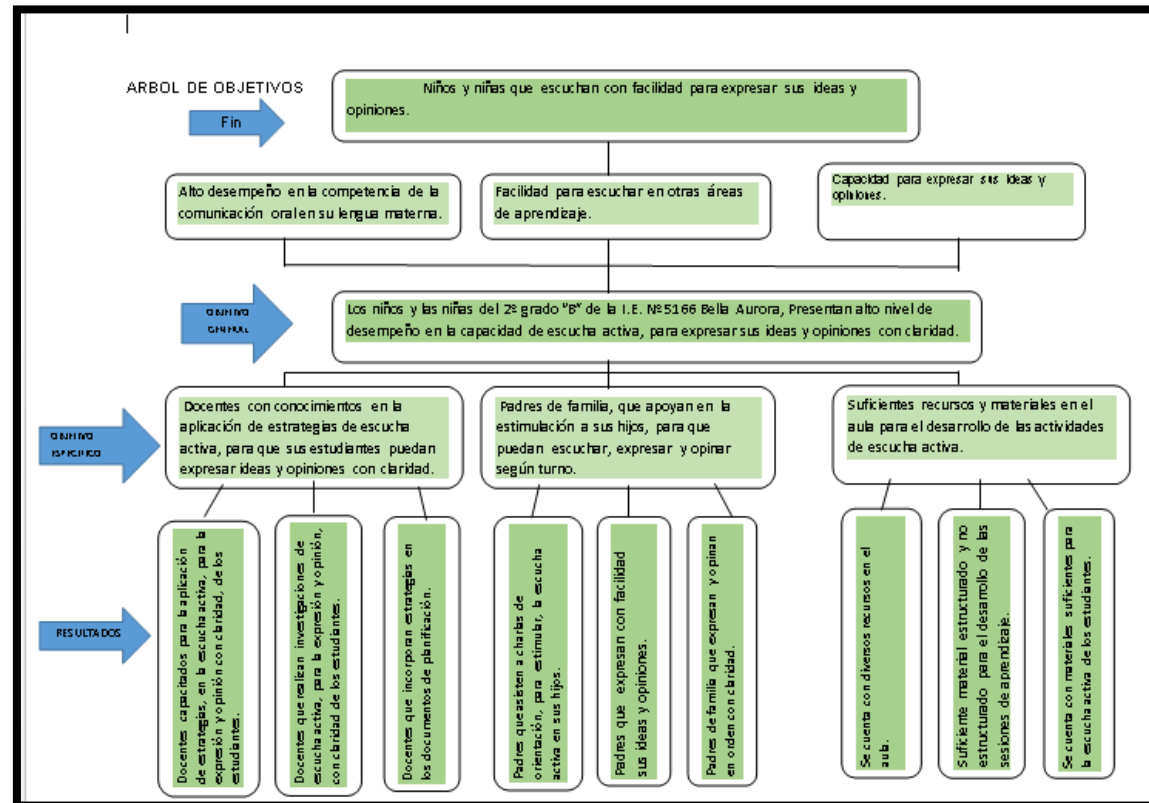 ARBOL DE OBJETIVOS
Fin
Niños y niñas que escuchan con facilidad para expresar sus ideas y
opiniones.
Alto desempeño en la competencia de la
comunicación oral en su lengua materna.
Facilidad para escuchar en otras áreas
de aprendizaje.
Capacidad para expresar sus ideas y
opiniones.
Los niños y las niñas del 2º grado "B" de la I.E. Nº 5166 Bella Aurora, Presentan alto nivel de
desempeño en la capacidad de escucha activa, para expresar sus ideas y opiniones con claridad.
Docentes con conocimientos en la
aplicación de estrategias de escucha
activa, para que sus estudiantes puedan
expresar ideas y opiniones con claridad.
Padres de familia, que apoyan en la
estimulación a sus hijos, para que
puedan escuchar, expresar y opinar
según turno.
Suficientes recursos y materiales en el
aula para el desarrollo de las actividades
de escucha activa.
RESULTADOS
Docentes capacitados para la aplicación
de estrategias, en la escucha activa, para la
expresión y opinión con claridad, de los
estudiantes.
Docentes que realizan investigaciones de
escucha activa, para la expresión y opinión,
con claridad de los estudiantes.
Docentes que incorporan estrategias en
los documentos de planificación.
Padres que asisten a charlas de
orientación, para estimular, la escucha
activa en sus hijos.
Padres que expresan con facilidad
sus ideas y opiniones.
Padres de familia que expresan y opinan
en orden con claridad.
Se cuenta con diversos recursos en el
aula.
Suficiente material estructurado y no
estructurado para el desarrollo de las
sesiones de aprendizaje.
Se cuenta con materiales suficientes para
la escucha activa de los estudiantes.